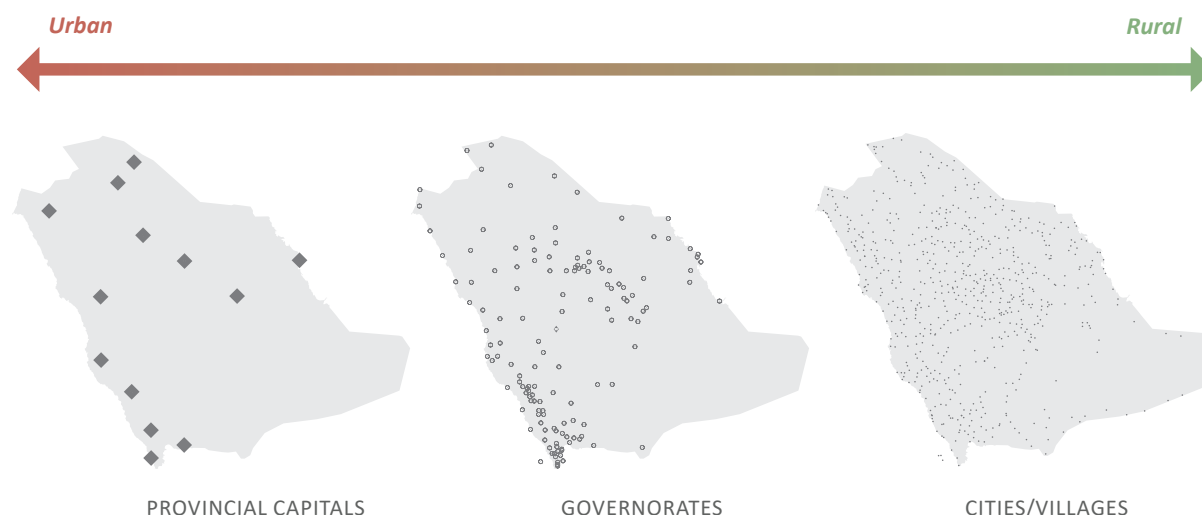 Urban
Rural
PROVINCIAL CAPITALS
GOVERNORATES
CITIES/VILLAGES